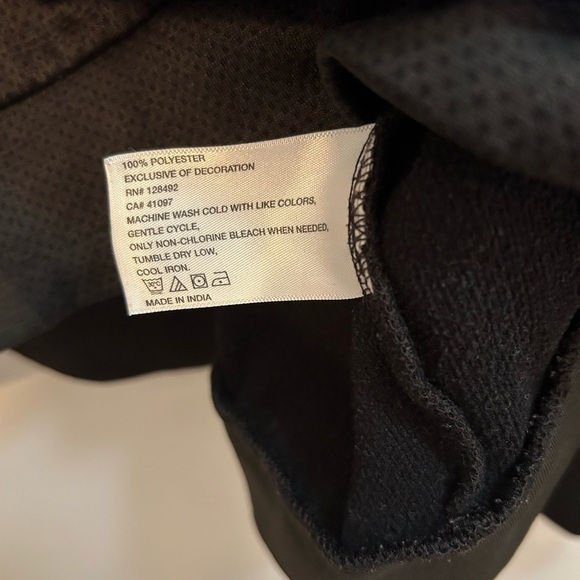 100% POLYESTER
EXCLUSIVE OF DECORATION
RN# 128492
CA# 41097
MACHINE WASH COLD WITH LIKE COLORS,
GENTLE CYCLE,
ONLY NON-CHLORINE BLEACH WHEN NEEDED,
TUMBLE DRY LOW,
COOL IRON.
30°C
MADE IN INDIA